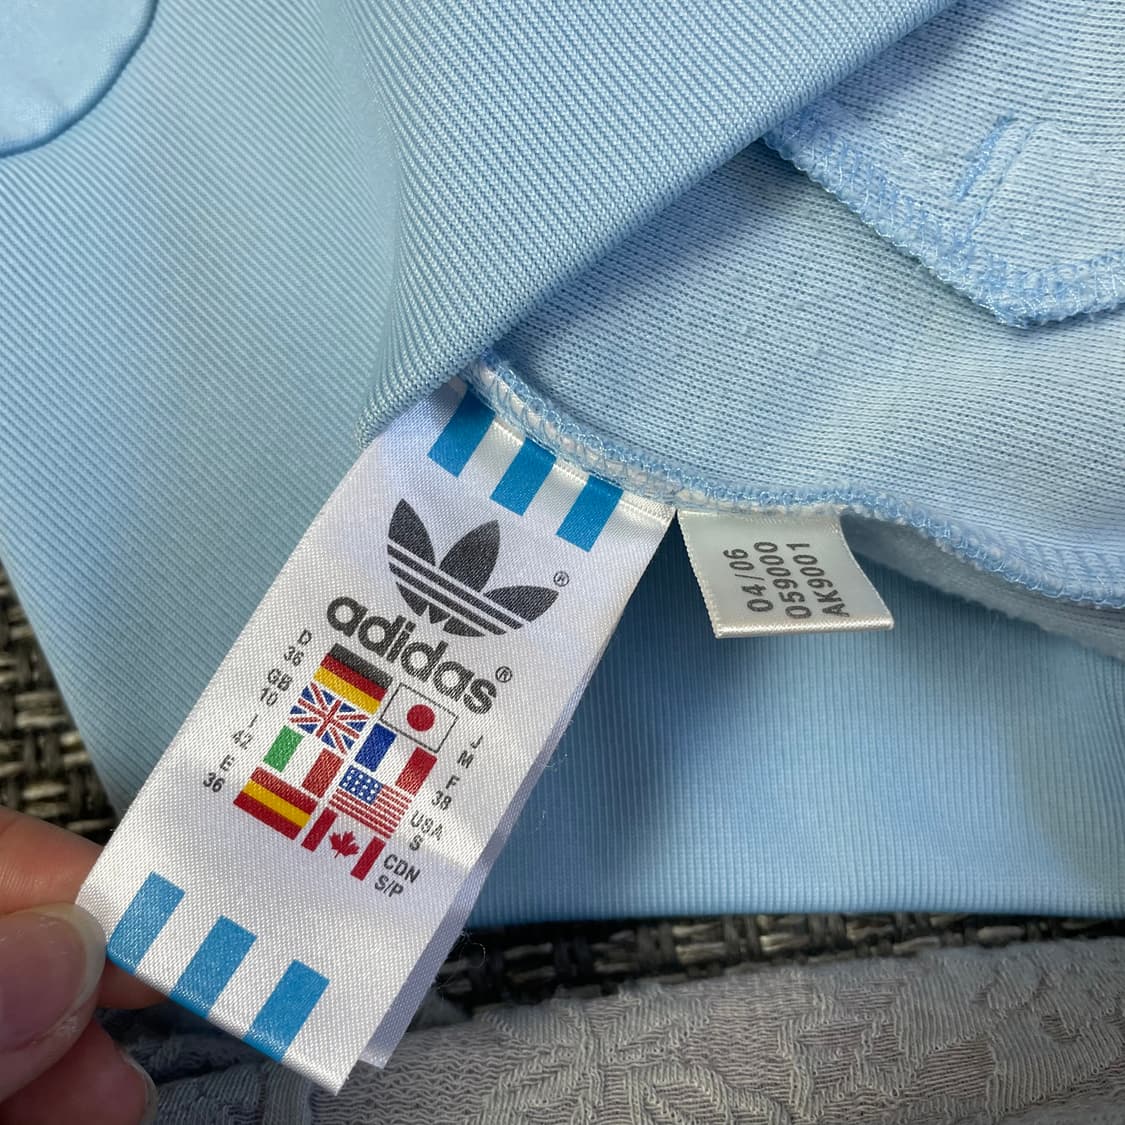 ®
adidas®
D
36
GB
10
I
42
E
36
J
M
F
38
USA
S
CDN
S/P
04/06
059000
AK9001